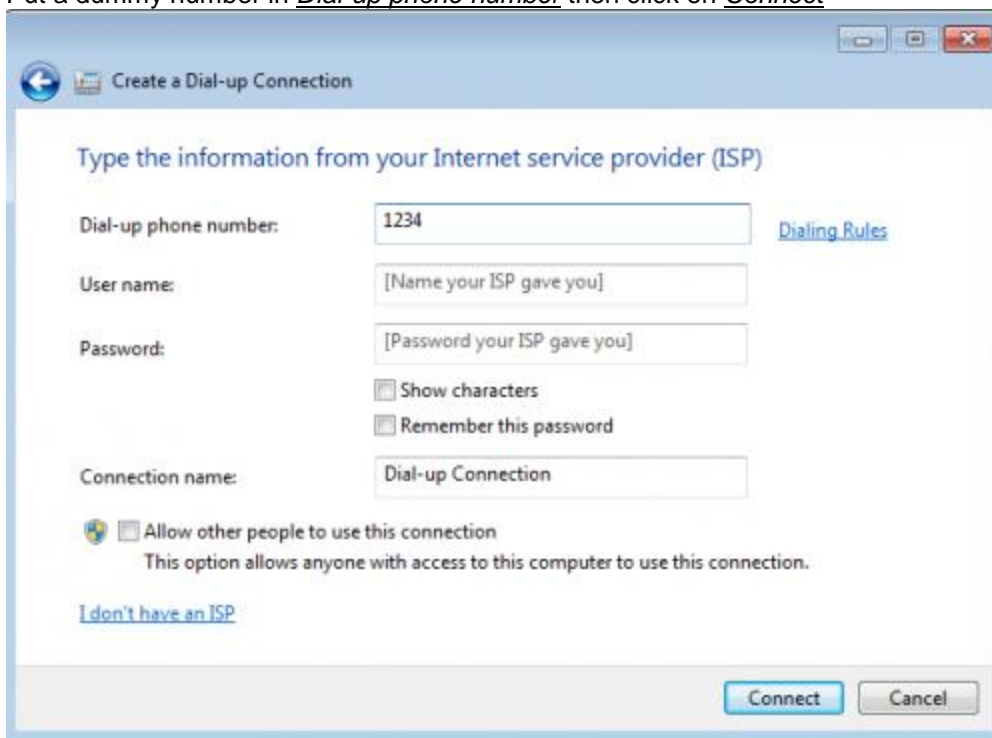 Put a dummy number in Dial-up phone number then click on Connect
Create a Dial-up Connection
Type the information from your Internet service provider (ISP)
Dial-up phone number:
1234
Dialing Rules
User name:
[Name your ISP gave you]
Password:
[Password your ISP gave you]
Show characters
Remember this password
Connection name:
Dial-up Connection
Allow other people to use this connection
This option allows anyone with access to this computer to use this connection.
I don't have an ISP
Connect
Cancel